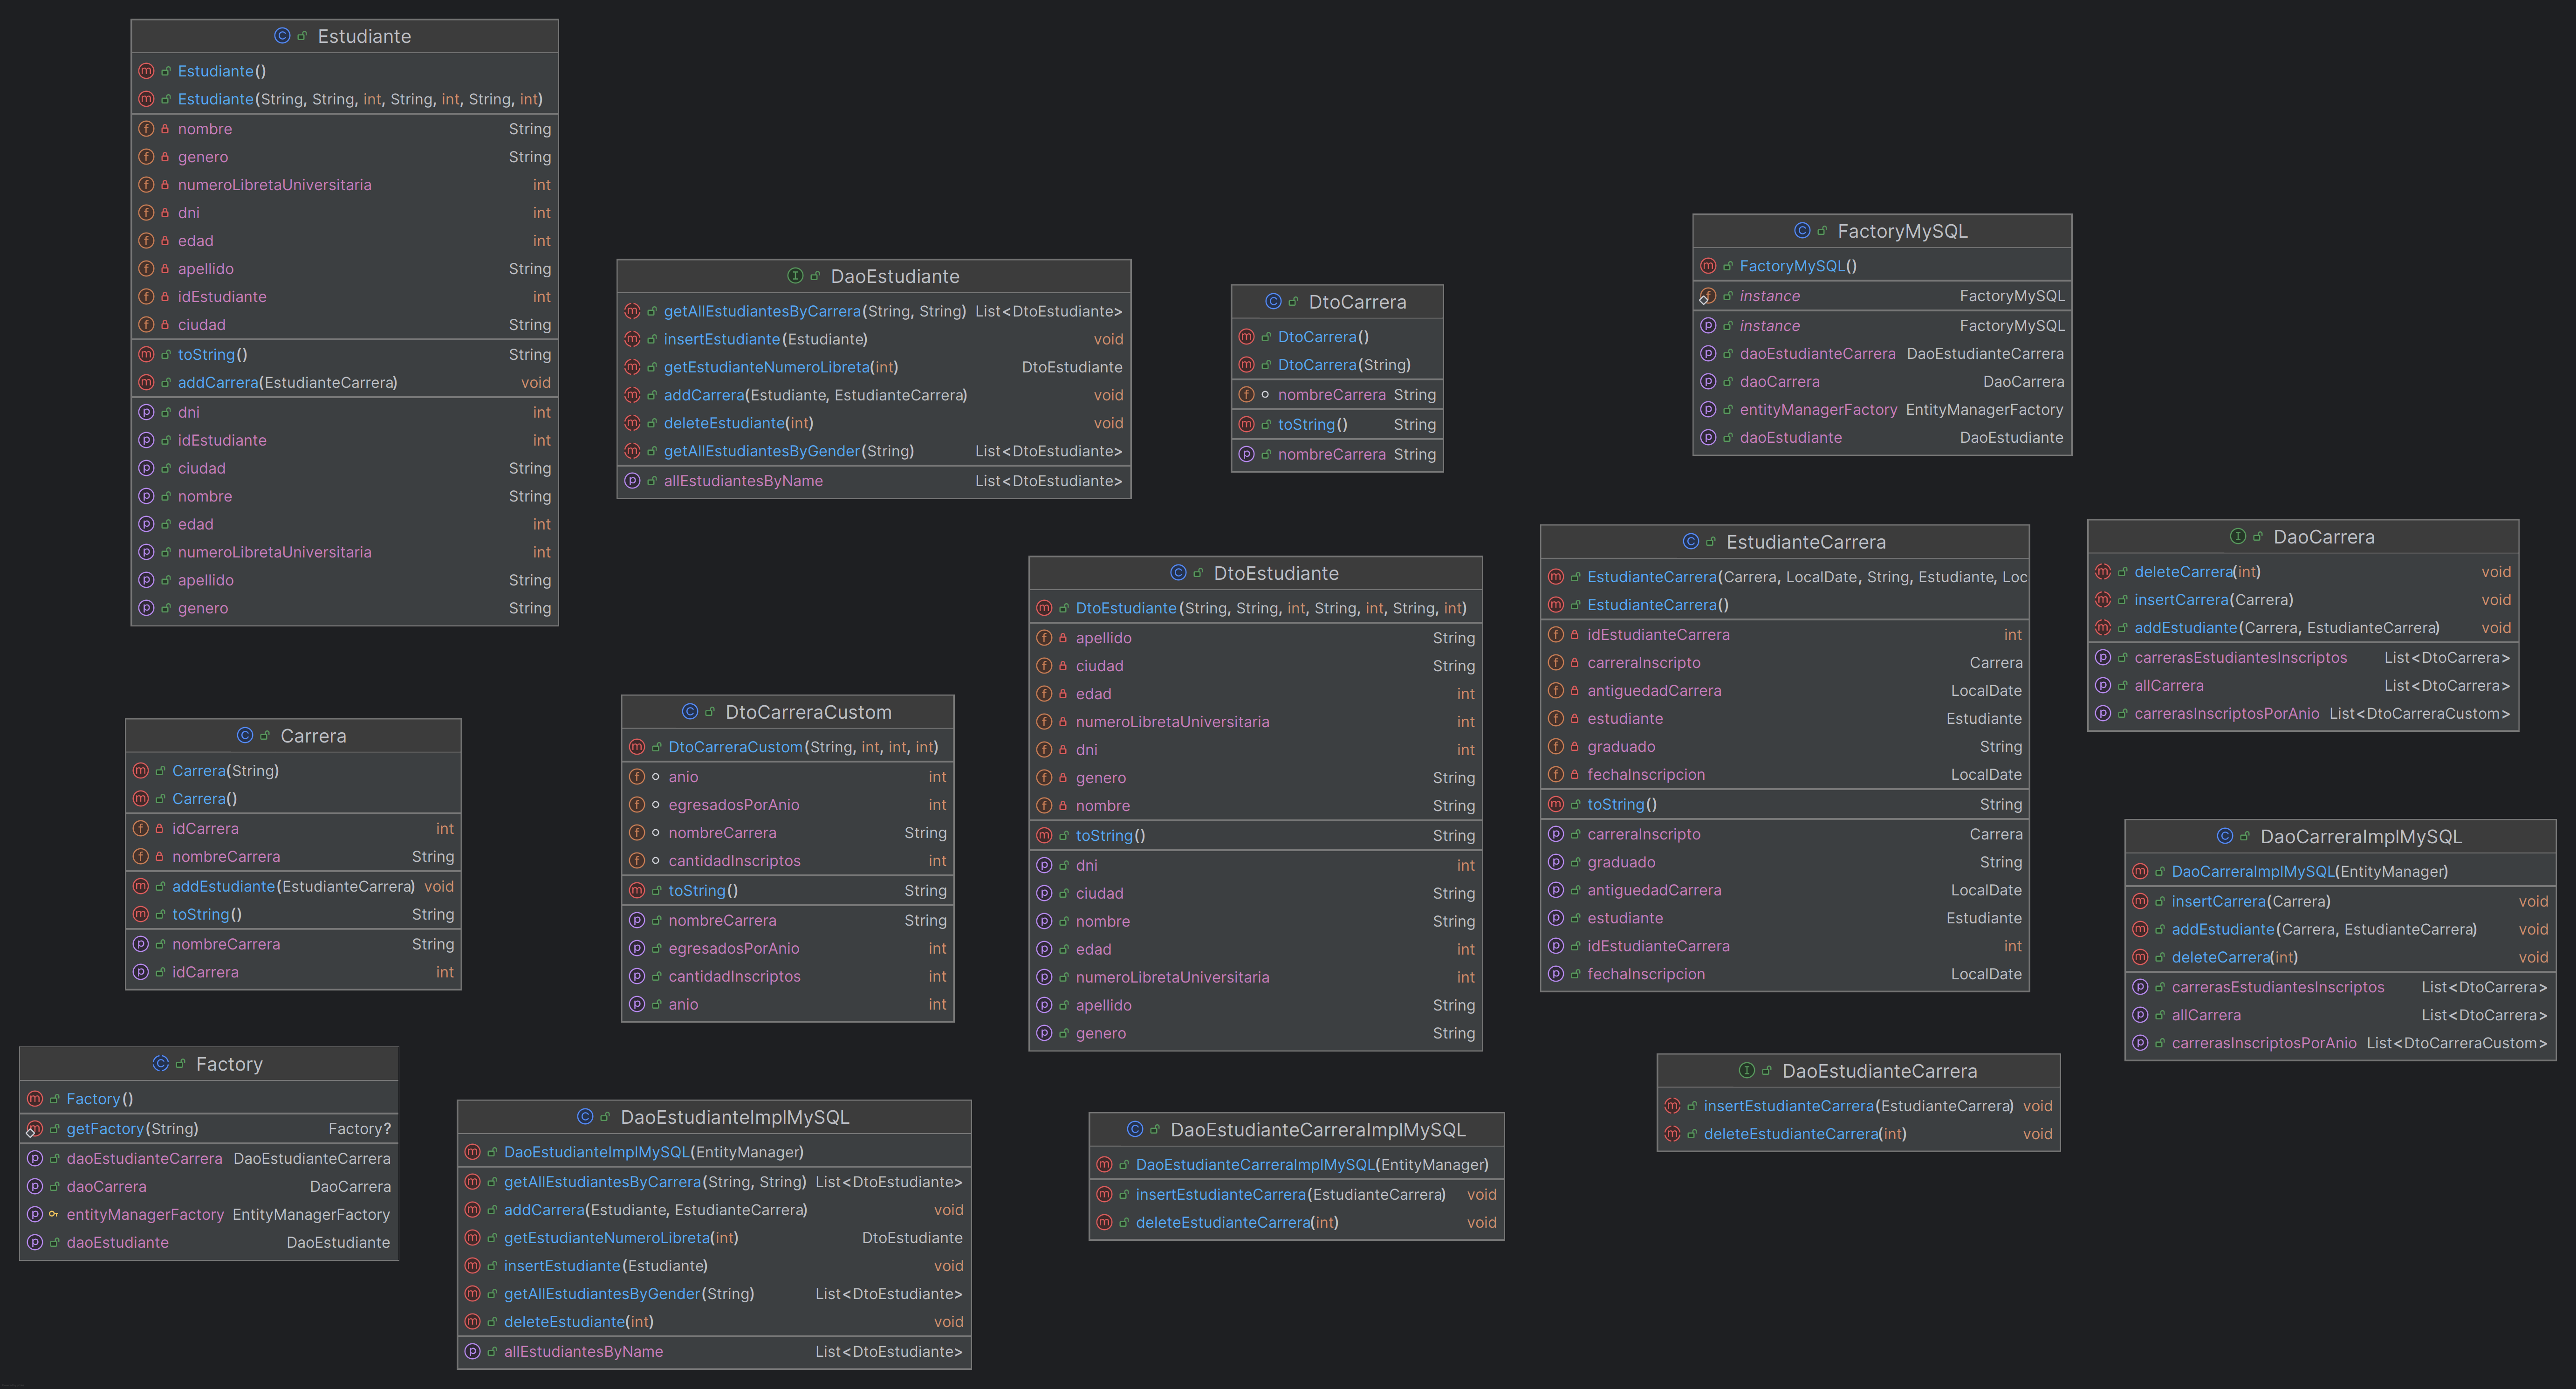 Estudiante
Estudiante()
Estudiante(String, String, int, String, int, String, int)
nombre String
genero String
numeroLibretaUniversitaria int
dni int
edad int
apellido String
idEstudiante int
ciudad String
toString() String
addCarrera(EstudianteCarrera) void
dni int
idEstudiante int
ciudad String
nombre String
edad int
numeroLibretaUniversitaria int
apellido String
genero String
DaoEstudiante
getAllEstudiantesByCarrera(String, String) List<DtoEstudiante>
insertEstudiante(Estudiante) void
getEstudianteNumeroLibreta(int) DtoEstudiante
addCarrera(Estudiante, EstudianteCarrera) void
deleteEstudiante(int) void
getAllEstudiantesByGender(String) List<DtoEstudiante>
allEstudiantesByName List<DtoEstudiante>
DtoCarrera
DtoCarrera()
DtoCarrera(String)
nombreCarrera String
toString() String
nombreCarrera String
FactoryMySQL
FactoryMySQL()
instance FactoryMySQL
instance FactoryMySQL
daoEstudianteCarrera DaoEstudianteCarrera
daoCarrera DaoCarrera
entityManagerFactory EntityManagerFactory
daoEstudiante DaoEstudiante
DtoEstudiante
DtoEstudiante(String, String, int, String, int, String, int)
apellido String
ciudad String
edad int
numeroLibretaUniversitaria int
dni int
genero String
nombre String
toString() String
dni int
ciudad String
nombre String
edad int
numeroLibretaUniversitaria int
apellido String
genero String
EstudianteCarrera
EstudianteCarrera(Carrera, LocalDate, String, Estudiante, Loc
EstudianteCarrera()
idEstudianteCarrera int
carreraInscripto Carrera
antiguedadCarrera LocalDate
estudiante Estudiante
graduado String
fechaInscripcion LocalDate
toString() String
carreraInscripto Carrera
graduado String
antiguedadCarrera LocalDate
estudiante Estudiante
idEstudianteCarrera int
fechaInscripcion LocalDate
DaoCarrera
deleteCarrera(int) void
insertCarrera(Carrera) void
addEstudiante(Carrera, EstudianteCarrera) void
carrerasEstudiantesInscriptos List<DtoCarrera>
allCarrera List<DtoCarrera>
carrerasInscriptosPorAnio List<DtoCarreraCustom>
Carrera
Carrera(String)
Carrera()
idCarrera int
nombreCarrera String
addEstudiante(EstudianteCarrera) void
toString() String
nombreCarrera String
idCarrera int
DtoCarreraCustom
DtoCarreraCustom(String, int, int, int)
anio int
egresadosPorAnio int
nombreCarrera String
cantidadInscriptos int
toString() String
nombreCarrera String
egresadosPorAnio int
cantidadInscriptos int
anio int
DaoCarreraImplMySQL
DaoCarreraImplMySQL(EntityManager)
insertCarrera(Carrera) void
addEstudiante(Carrera, EstudianteCarrera) void
deleteCarrera(int) void
carrerasEstudiantesInscriptos List<DtoCarrera>
allCarrera List<DtoCarrera>
carrerasInscriptosPorAnio List<DtoCarreraCustom>
Factory
Factory()
getFactory(String) Factory?
daoEstudianteCarrera DaoEstudianteCarrera
daoCarrera DaoCarrera
entityManagerFactory EntityManagerFactory
daoEstudiante DaoEstudiante
DaoEstudianteImplMySQL
DaoEstudianteImplMySQL(EntityManager)
getAllEstudiantesByCarrera(String, String) List<DtoEstudiante>
addCarrera(Estudiante, EstudianteCarrera) void
getEstudianteNumeroLibreta(int) DtoEstudiante
insertEstudiante(Estudiante) void
getAllEstudiantesByGender(String) List<DtoEstudiante>
deleteEstudiante(int) void
allEstudiantesByName List<DtoEstudiante>
DaoEstudianteCarreraImplMySQL
DaoEstudianteCarreraImplMySQL(EntityManager)
insertEstudianteCarrera(EstudianteCarrera) void
deleteEstudianteCarrera(int) void
DaoEstudianteCarrera
insertEstudianteCarrera(EstudianteCarrera) void
deleteEstudianteCarrera(int) void